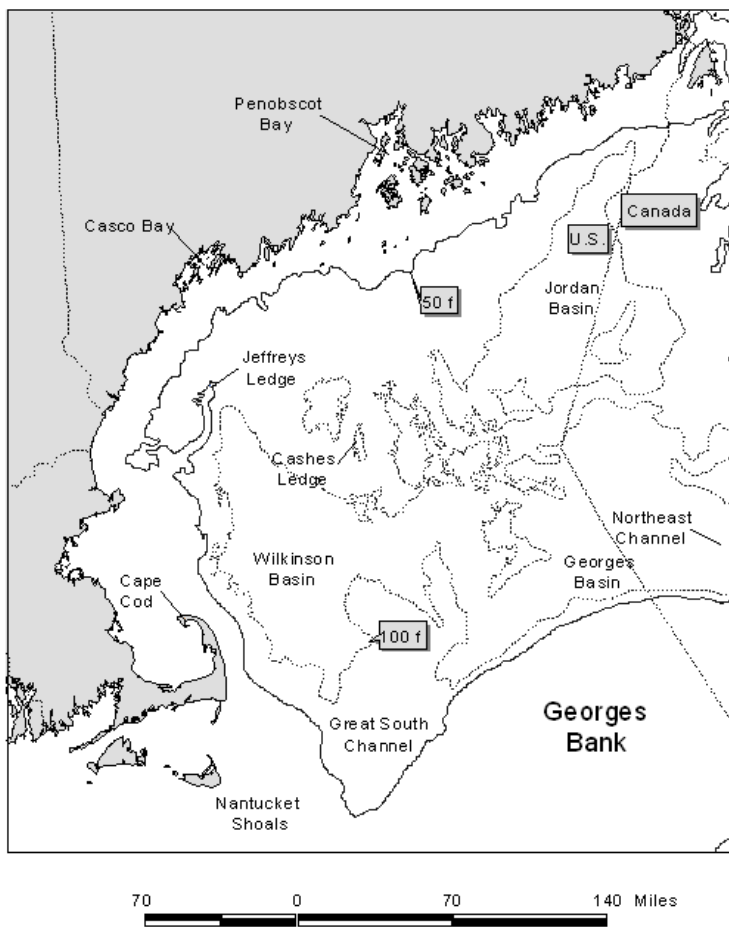 Penobscot
Bay
Canada
Casco Bay
U.S.
Jordan
Basin
50 f
Jeffreys
Ledge
Cashes
Ledge
Northeast
Channel
Wilkinson
Basin
Georges
Basin
Cape
Cod
100 f
Georges
Bank
Great South
Channel
Nantucket
Shoals
70 0 70 140 Miles